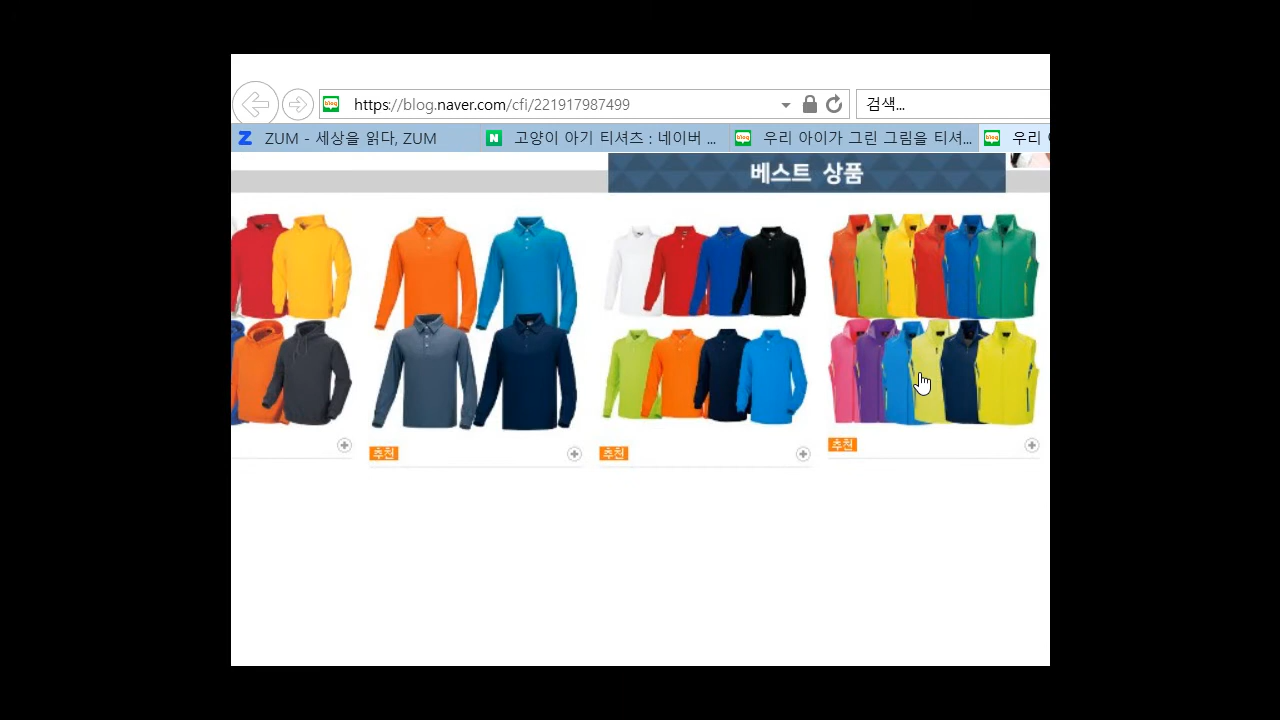 https://blog.naver.com/cfi/221917987499
검색...
ZUM - 세상을 읽다, ZUM
고양이 아기 티셔츠 : 네이버 ...
우리 아이가 그린 그림을 티셔...
우리
베스트 상품
추천
추천
추천